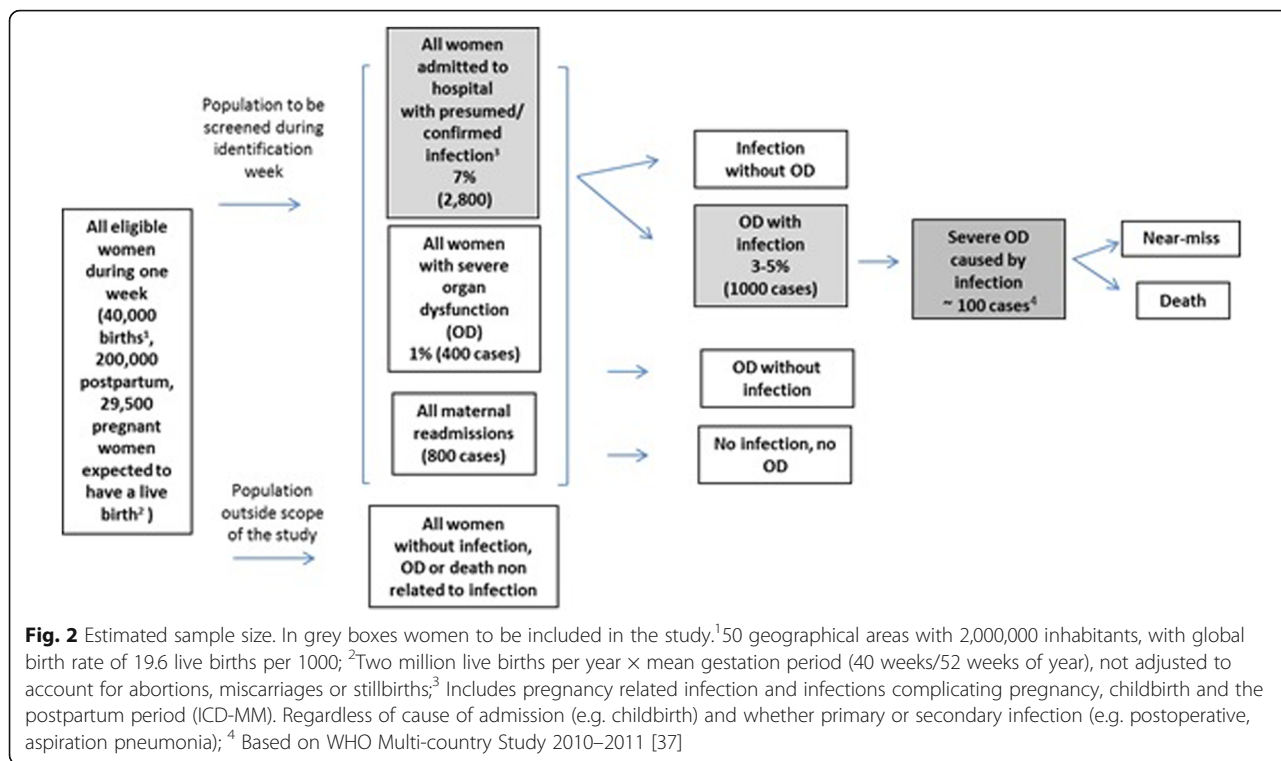 All eligible
women
during one
week
(40,000
births¹,
200,000
postpartum,
29,500
pregnant
women
expected to
have a live
birth² )
Population to be
screened during
identification
week
Population
outside scope
of the study
All women
admitted to
hospital
with presumed/
confirmed
infection³
7%
(2,800)
All women
with severe
organ
dysfunction
(OD)
1% (400 cases)
All maternal
readmissions
(800 cases)
All women
without infection,
OD or death non
related to infection
Infection
without OD
OD with
infection
3-5%
(1000 cases)
OD without
infection
No infection, no
OD
Severe OD
caused by
infection
~ 100 cases⁴
Near-miss
Death
Fig. 2 Estimated sample size. In grey boxes women to be included in the study.¹50 geographical areas with 2,000,000 inhabitants, with global
birth rate of 19.6 live births per 1000; ²Two million live births per year × mean gestation period (40 weeks/52 weeks of year), not adjusted to
account for abortions, miscarriages or stillbirths;³ Includes pregnancy related infection and infections complicating pregnancy, childbirth and the
postpartum period (ICD-MM). Regardless of cause of admission (e.g. childbirth) and whether primary or secondary infection (e.g. postoperative,
aspiration pneumonia); ⁴ Based on WHO Multi-country Study 2010–2011 [37]